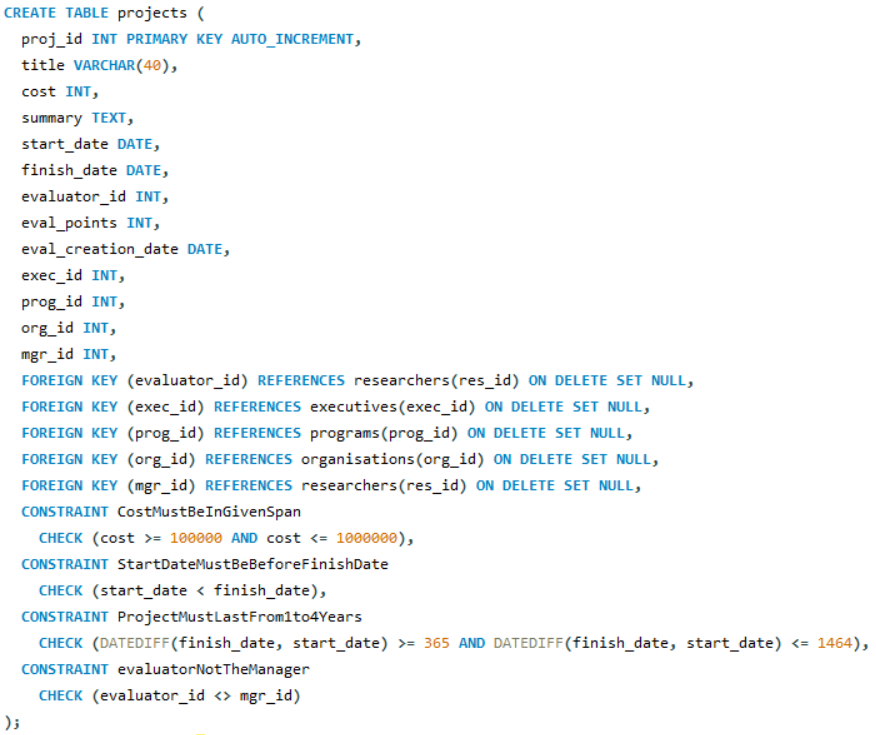 CREATE TABLE projects (
proj_id INT PRIMARY KEY AUTO_INCREMENT,
title VARCHAR(40),
cost INT,
summary TEXT,
start_date DATE,
finish_date DATE,
evaluator_id INT,
eval_points INT,
eval_creation_date DATE,
exec_id INT,
prog_id INT,
org_id INT,
mgr_id INT,
FOREIGN KEY (evaluator_id) REFERENCES researchers(res_id) ON DELETE SET NULL,
FOREIGN KEY (exec_id) REFERENCES executives(exec_id) ON DELETE SET NULL,
FOREIGN KEY (prog_id) REFERENCES programs(prog_id) ON DELETE SET NULL,
FOREIGN KEY (org_id) REFERENCES organisations(org_id) ON DELETE SET NULL,
FOREIGN KEY (mgr_id) REFERENCES researchers(res_id) ON DELETE SET NULL,
CONSTRAINT CostMustBeInGivenSpan
CHECK (cost >= 100000 AND cost <= 1000000),
CONSTRAINT StartDateMustBeBeforeFinishDate
CHECK (start_date < finish_date),
CONSTRAINT ProjectMustLastFrom1to4Years
CHECK (DATEDIFF(finish_date, start_date) >= 365 AND DATEDIFF(finish_date, start_date) <= 1464),
CONSTRAINT evaluatorNotTheManager
CHECK (evaluator_id <> mgr_id)
);